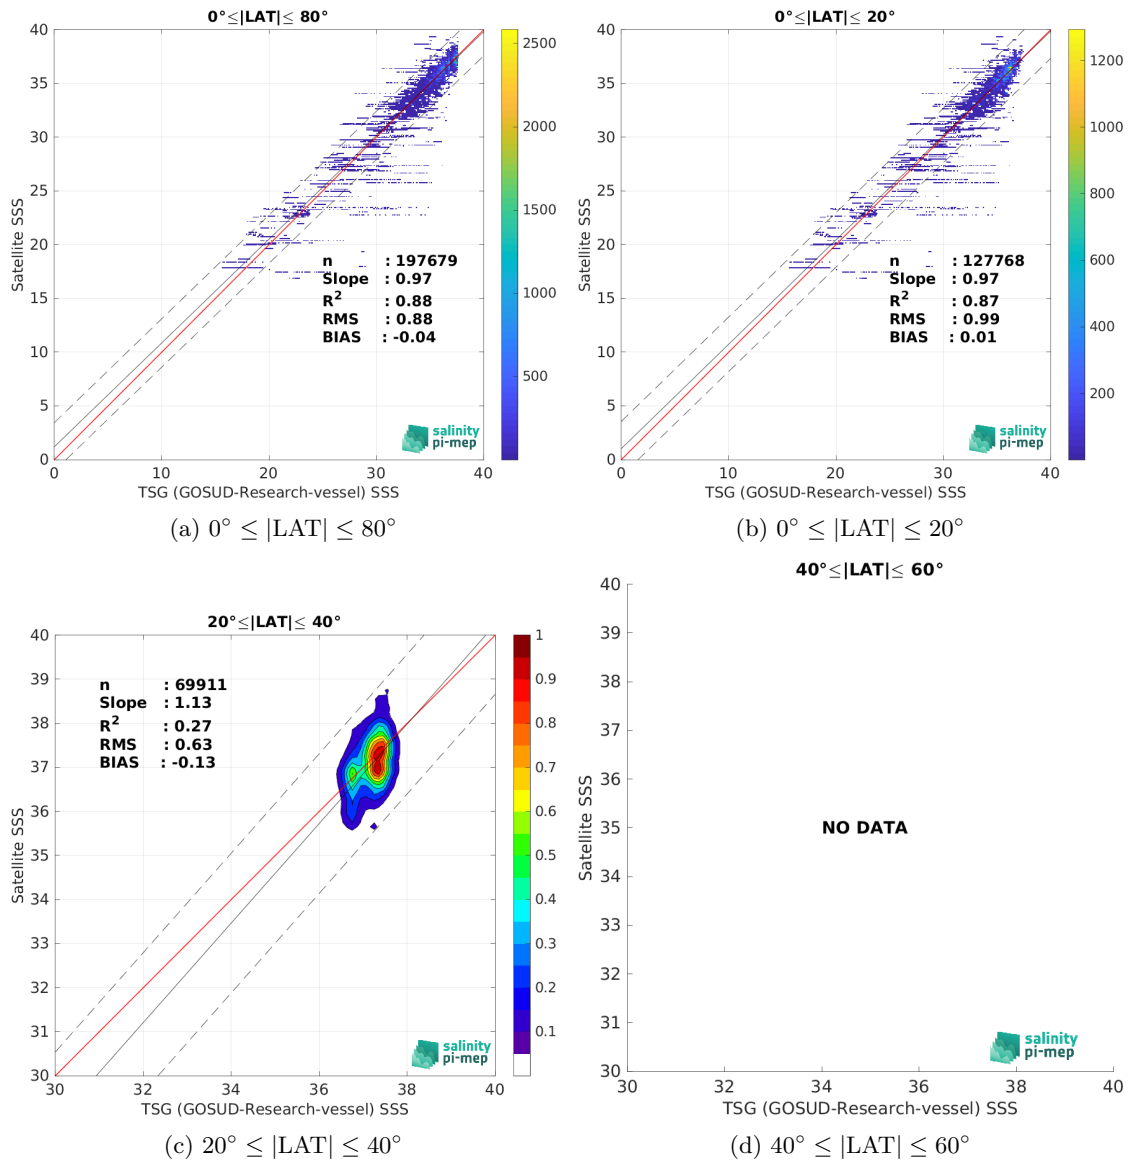 0°≤|LAT|≤ 80°
40
35
30
25
20
15
10
5
0
Satellite SSS
n : 197679
Slope : 0.97
R² : 0.88
RMS : 0.88
BIAS : -0.04
salinity
pi-mep
0 10 20 30 40
TSG (GOSUD-Research-vessel) SSS
2500
2000
1500
1000
500
(a) 0° ≤ |LAT| ≤ 80°
0°≤|LAT|≤ 20°
40
35
30
25
20
15
10
5
0
Satellite SSS
n : 127768
Slope : 0.97
R² : 0.87
RMS : 0.99
BIAS : 0.01
salinity
pi-mep
0 10 20 30 40
TSG (GOSUD-Research-vessel) SSS
1200
1000
800
600
400
200
(b) 0° ≤ |LAT| ≤ 20°
20°≤|LAT|≤ 40°
40
39
38
37
36
35
34
33
32
31
30
Satellite SSS
n : 69911
Slope : 1.13
R² : 0.27
RMS : 0.63
BIAS : -0.13
salinity
pi-mep
30 32 34 36 38 40
TSG (GOSUD-Research-vessel) SSS
1
0.9
0.8
0.7
0.6
0.5
0.4
0.3
0.2
0.1
(c) 20° ≤ |LAT| ≤ 40°
40°≤|LAT|≤ 60°
40
39
38
37
36
35
34
33
32
31
30
Satellite SSS
NO DATA
salinity
pi-mep
30 32 34 36 38 40
TSG (GOSUD-Research-vessel) SSS
(d) 40° ≤ |LAT| ≤ 60°